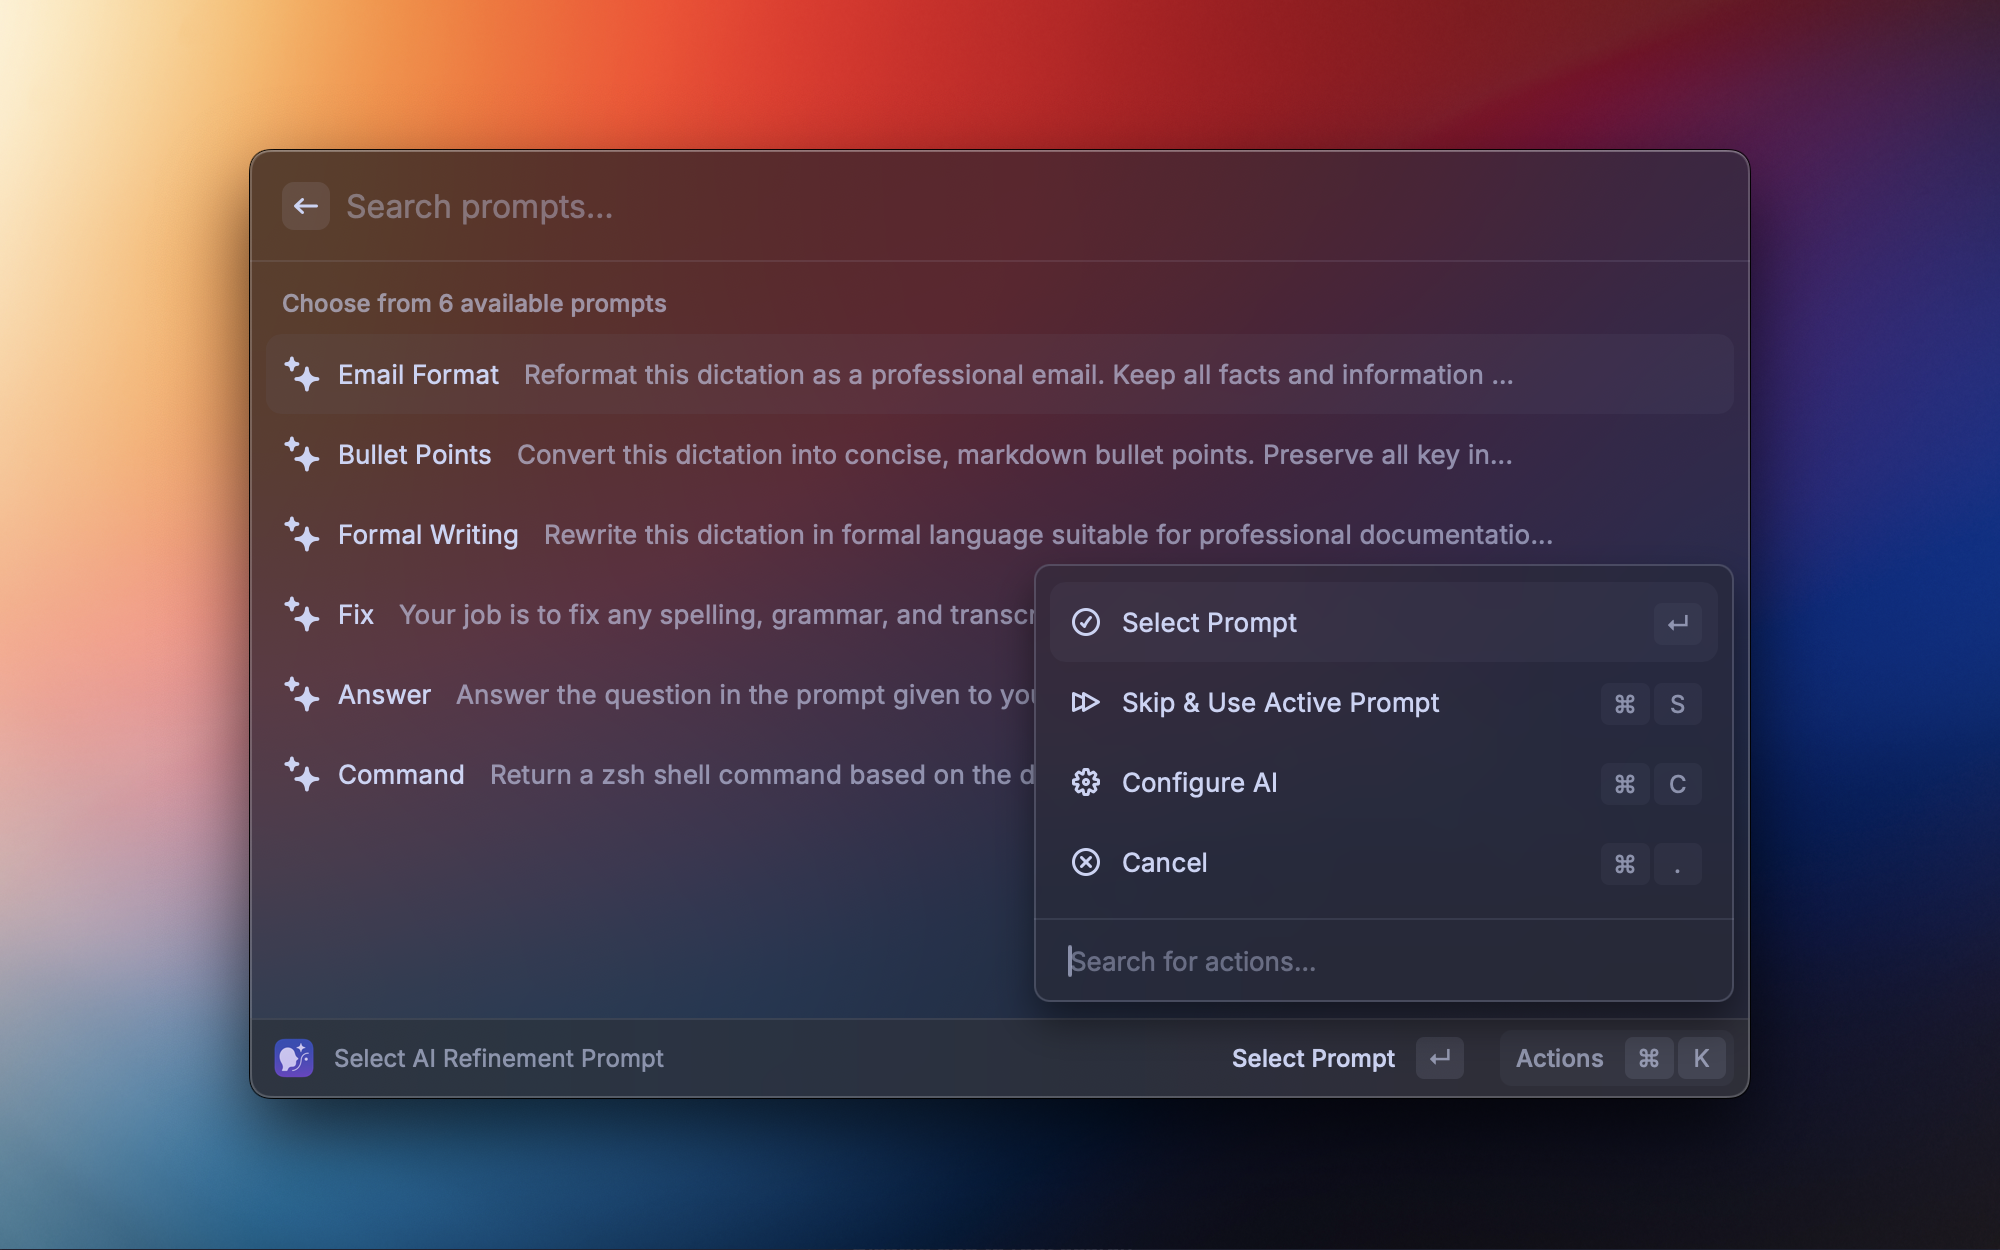 Search prompts...
Choose from 6 available prompts
Email Format Reformat this dictation as a professional email. Keep all facts and information ...
Bullet Points Convert this dictation into concise, markdown bullet points. Preserve all key in...
Formal Writing Rewrite this dictation in formal language suitable for professional documentatio...
Fix Your job is to fix any spelling, grammar, and
Answer Answer the question in the prompt given to
Command Return a zsh shell command based on the
Select Prompt ↵
Skip & Use Active Prompt ⌘ S
Configure AI ⌘ C
Cancel ⌘ .
Search for actions...
Select AI Refinement Prompt
Select Prompt ↵ Actions ⌘ K